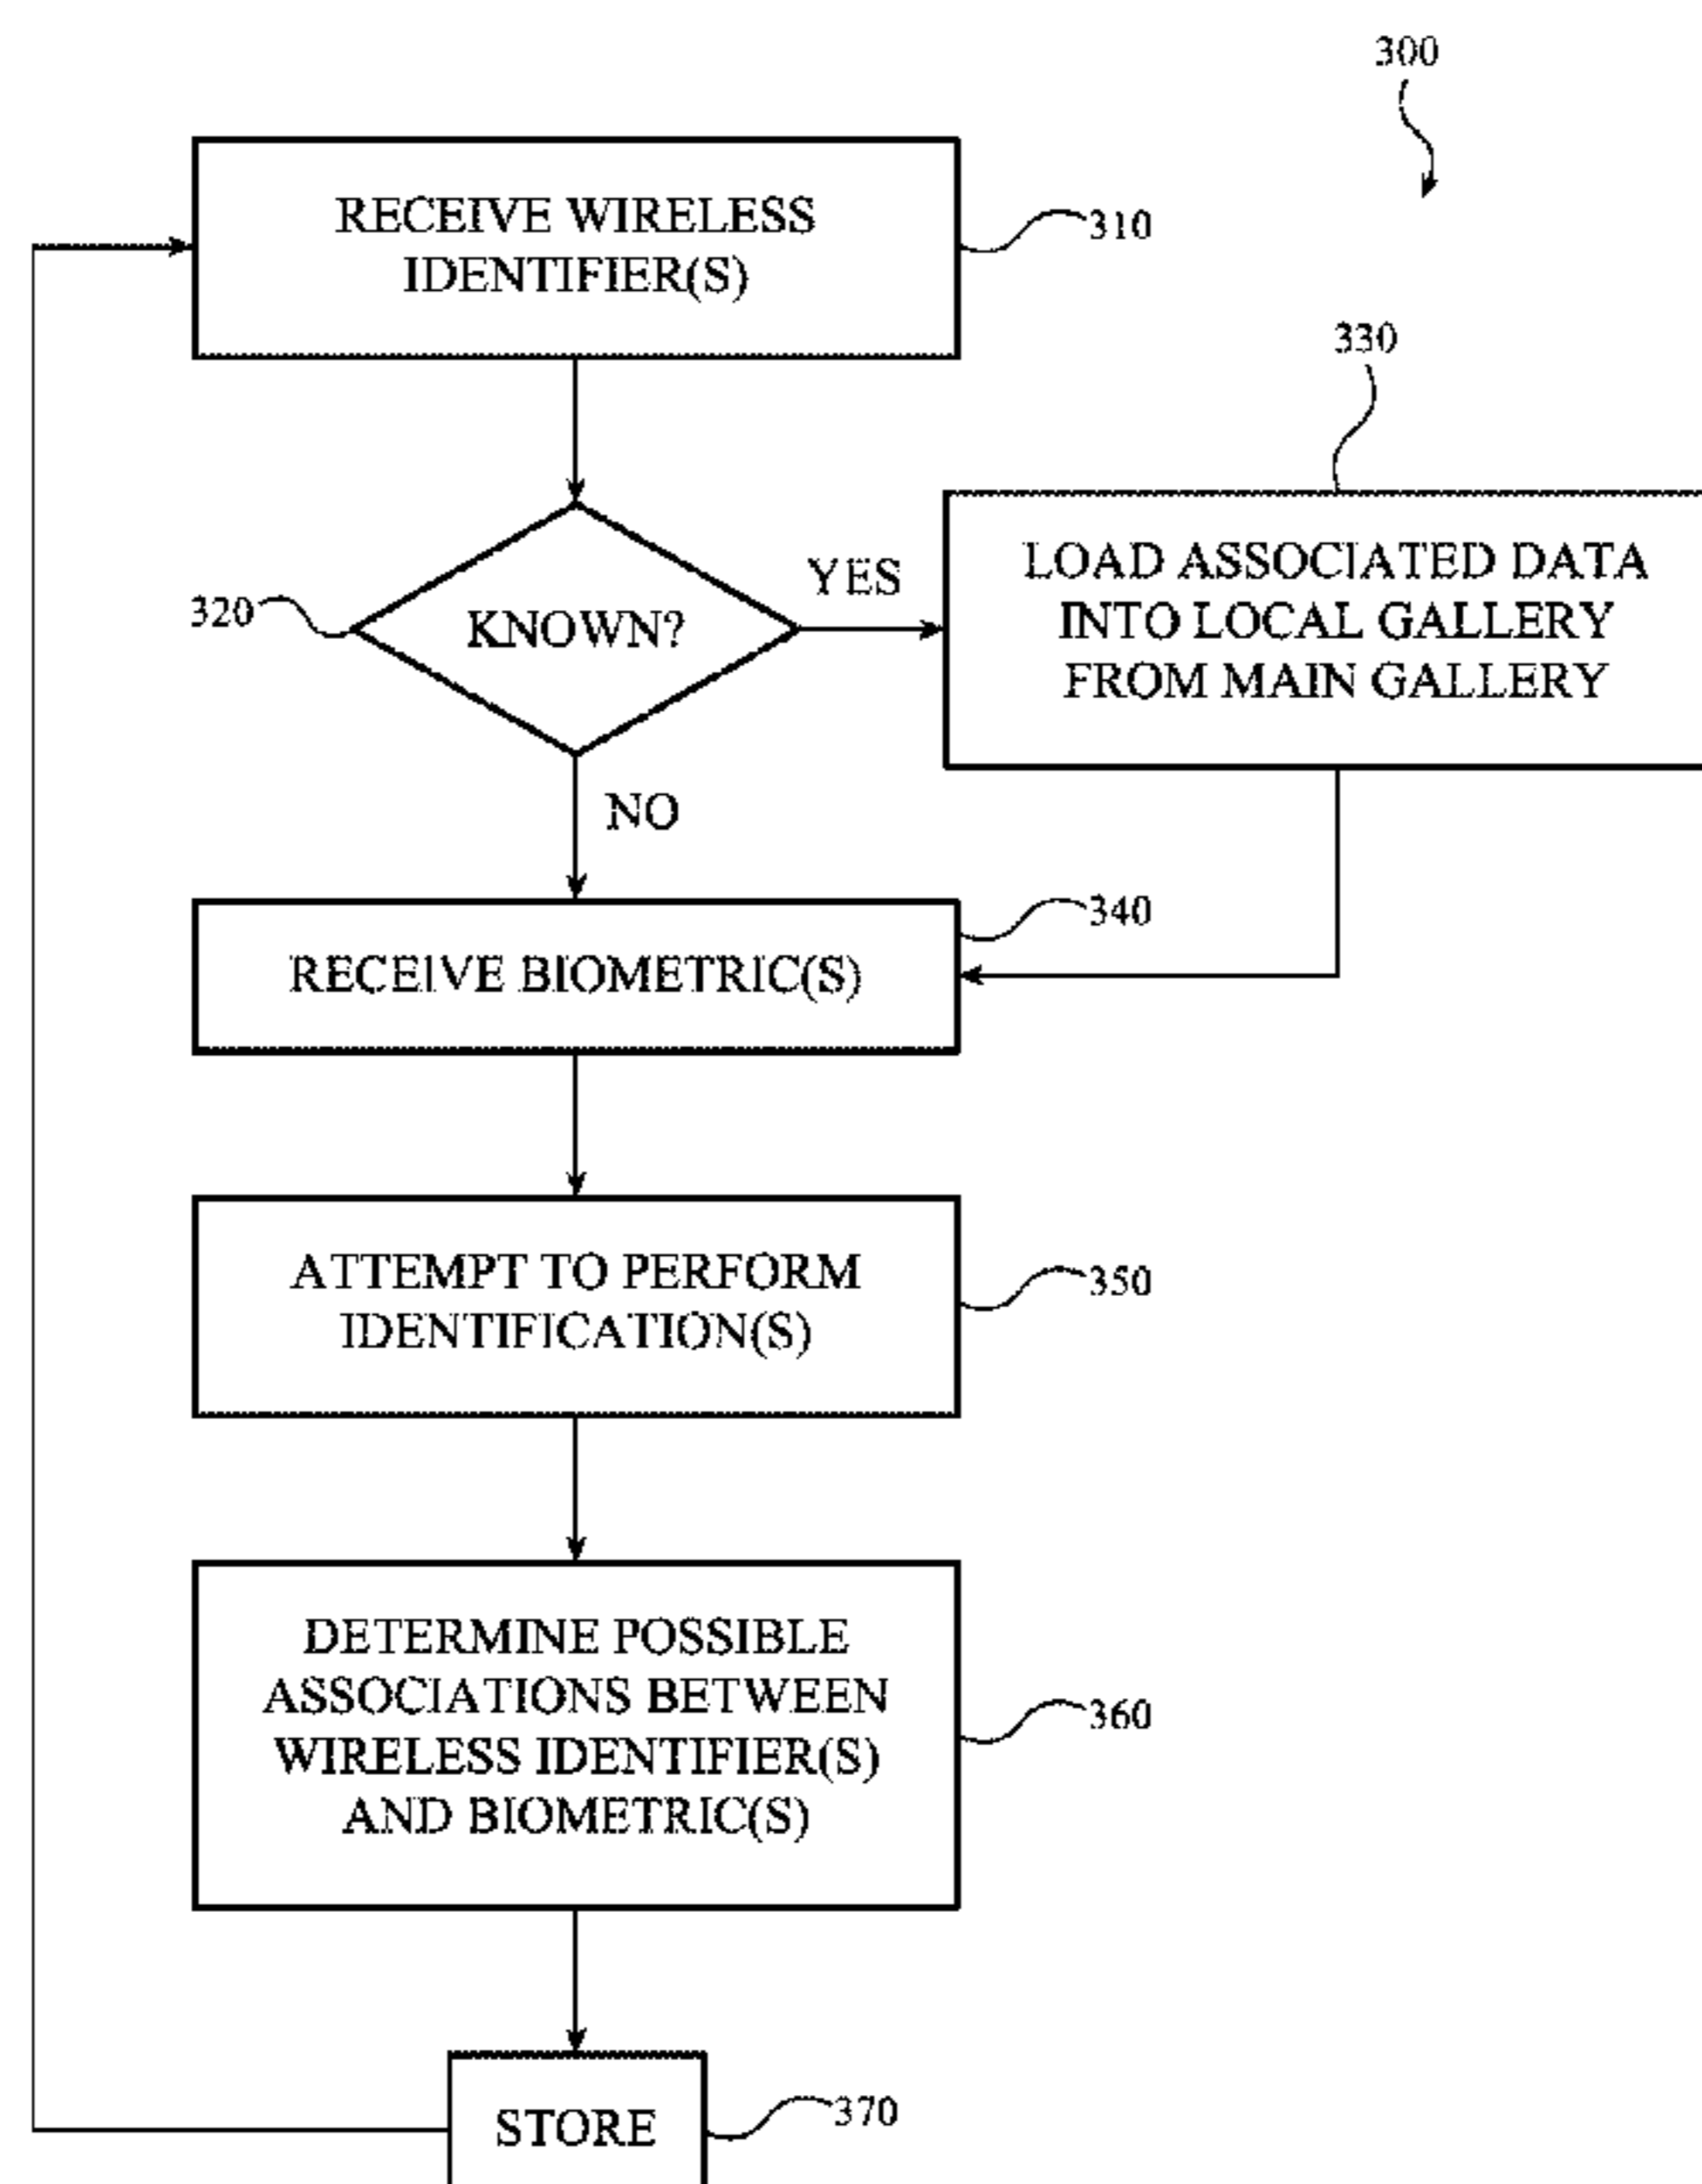 300
RECEIVE WIRELESS
IDENTIFIER(S)
310
330
320
KNOWN?
YES
LOAD ASSOCIATED DATA
INTO LOCAL GALLERY
FROM MAIN GALLERY
NO
340
RECEIVE BIOMETRIC(S)
ATTEMPT TO PERFORM
IDENTIFICATION(S)
350
DETERMINE POSSIBLE
ASSOCIATIONS BETWEEN
WIRELESS IDENTIFIER(S)
AND BIOMETRIC(S)
360
STORE
370